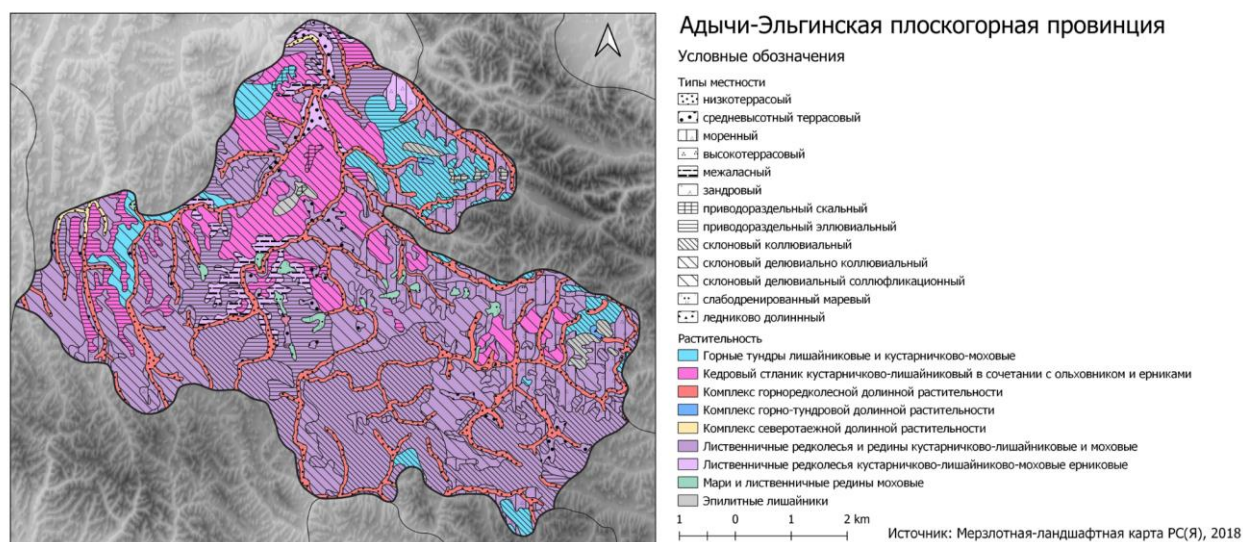 Адычи-Эльгинская плоскогорная провинция
Условные обозначения
Типы местности
низкотеррасоый
средневысотный террасовый
моренный
высокотеррасовый
межаласный
зандровый
приводораздельный скальный
приводораздельный эллювиальный
склоновый коллювиальный
склоновый делювиально коллювиальный
склоновый делювиальный соллюфликационный
слабодренированный маревый
ледниково долиннный
Растительность
Горные тундры лишайниковые и кустарничково-моховые
Кедровый стланик кустарничково-лишайниковый в сочетании с ольховником и ерниками
Комплекс горноредколесной долинной растительности
Комплекс горно-тундровой долинной растительности
Комплекс северотаежной долинной растительности
Лиственничные редколесья и редины кустарничково-лишайниковые и моховые
Лиственничные редколесья кустарничково-лишайниково-моховые ерниковые
Мари и лиственничные редины моховые
Эпилитные лишайники
1 0 1 2 km
Источник: Мерзлотная-ландшафтная карта РС(Я), 2018